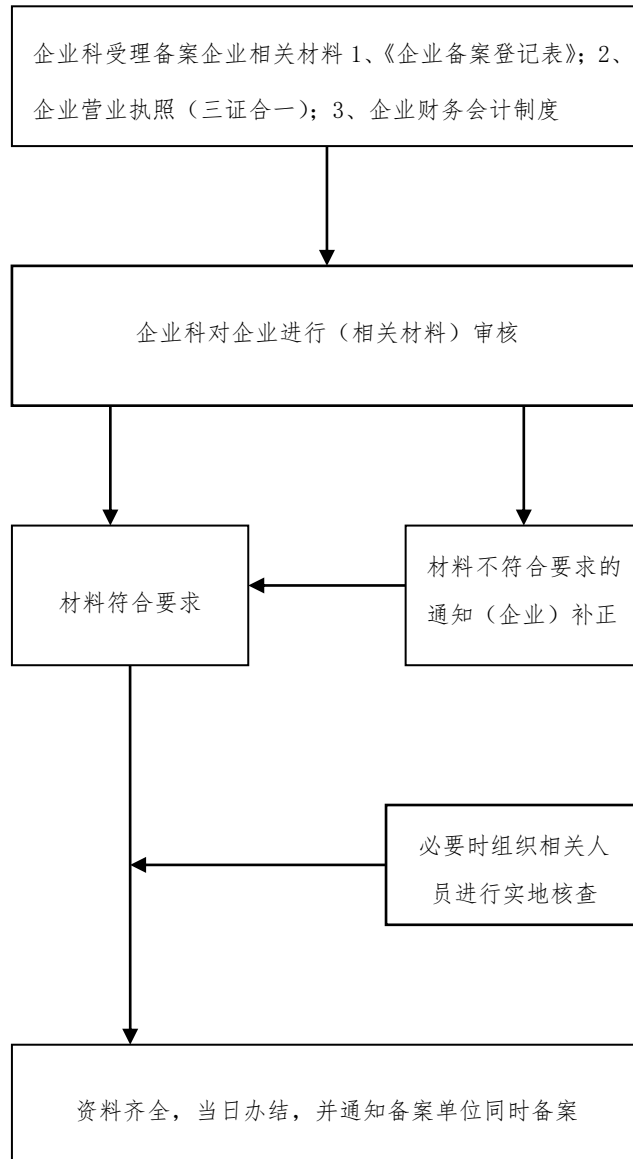 企业科受理备案企业相关材料 1、《企业备案登记表》；2、
企业营业执照（三证合一）；3、企业财务会计制度
企业科对企业进行（相关材料）审核
材料符合要求
材料不符合要求的
通知（企业）补正
必要时组织相关人
员进行实地核查
资料齐全，当日办结，并通知备案单位同时备案